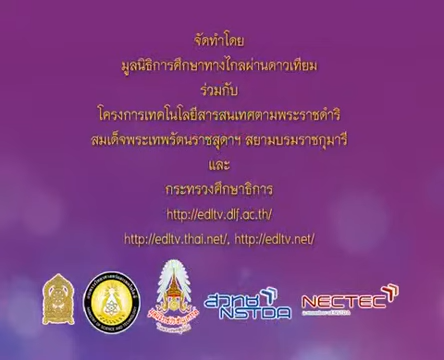 จัดทำโดย
มูลนิธิการศึกษาทางไกลผ่านดาวเทียม
ร่วมกับ
โครงการเทคโนโลยีสารสนเทศตามพระราชดำริ
สมเด็จพระเทพรัตนราชสุดาฯ สยามบรมราชกุมารี
และ
กระทรวงศึกษาธิการ
http://edltv.dlf.ac.th/
http://edltv.thai.net/, http://edltv.net/
สวทช NECTEC
NSTDA